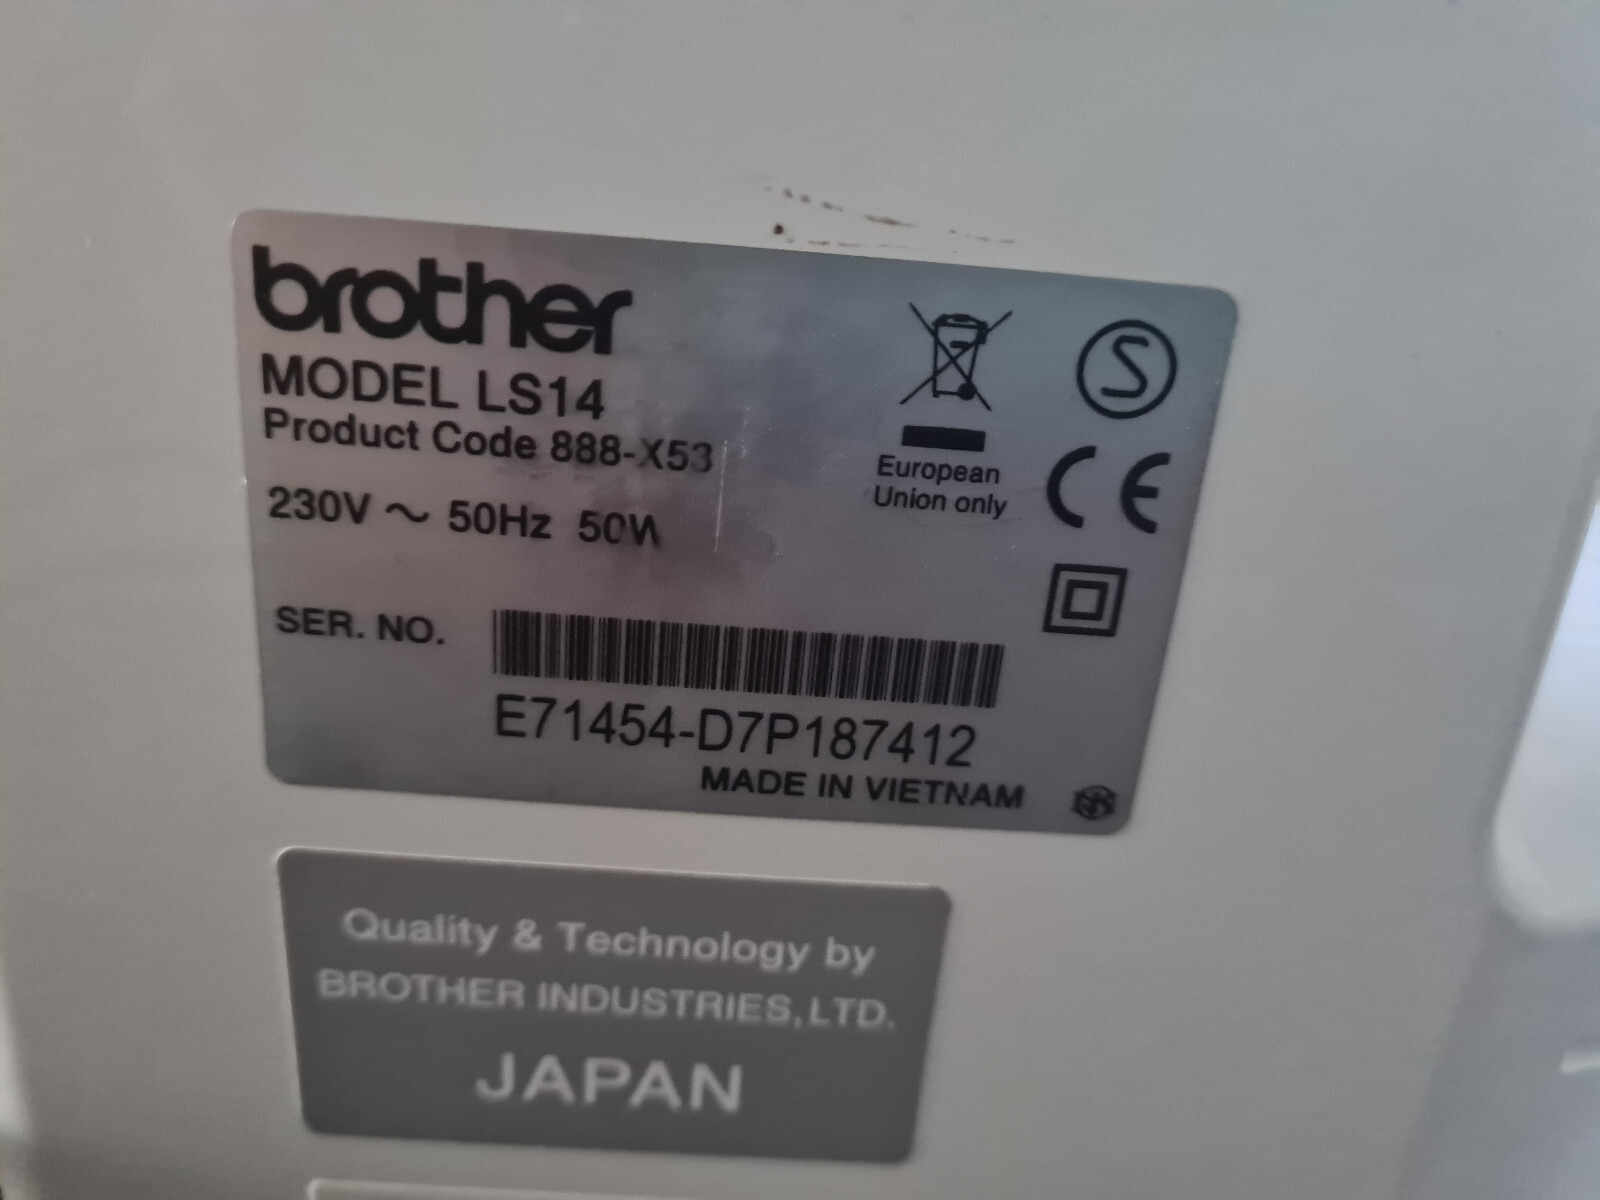 brother
MODEL LS14
Product Code 888-X53
230V ~ 50Hz 50W
European
Union only
S
CE
SER. NO.
E71454-D7P187412
MADE IN VIETNAM
Quality & Technology by
BROTHER INDUSTRIES, LTD.
JAPAN